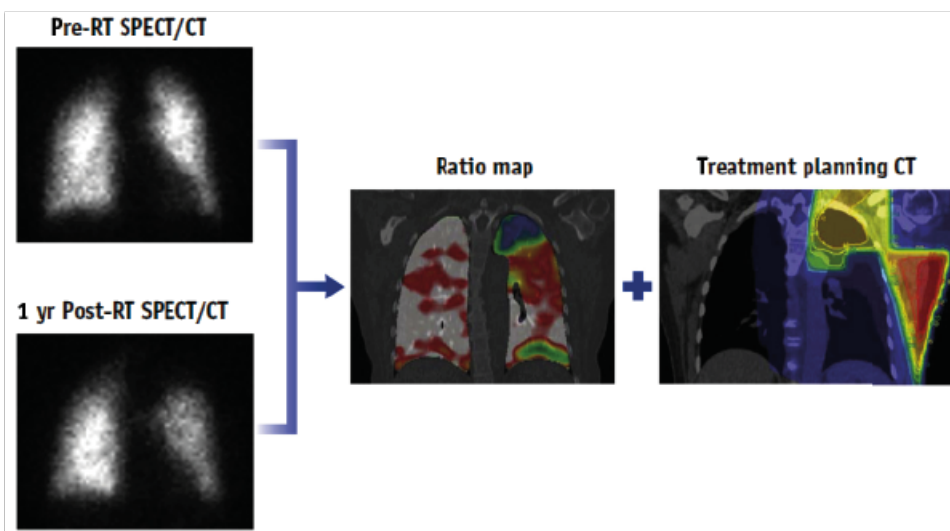 Pre-RT SPECT/CT
Ratio map
Treatment planning CT
1 yr Post-RT SPECT/CT